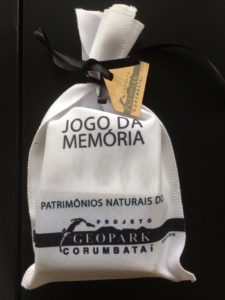 JOGO DA
MEMÓRIA
PATRIMÔNIOS NATURAIS DO
PROJETO
GEOPARK
CORUMBATAÍ